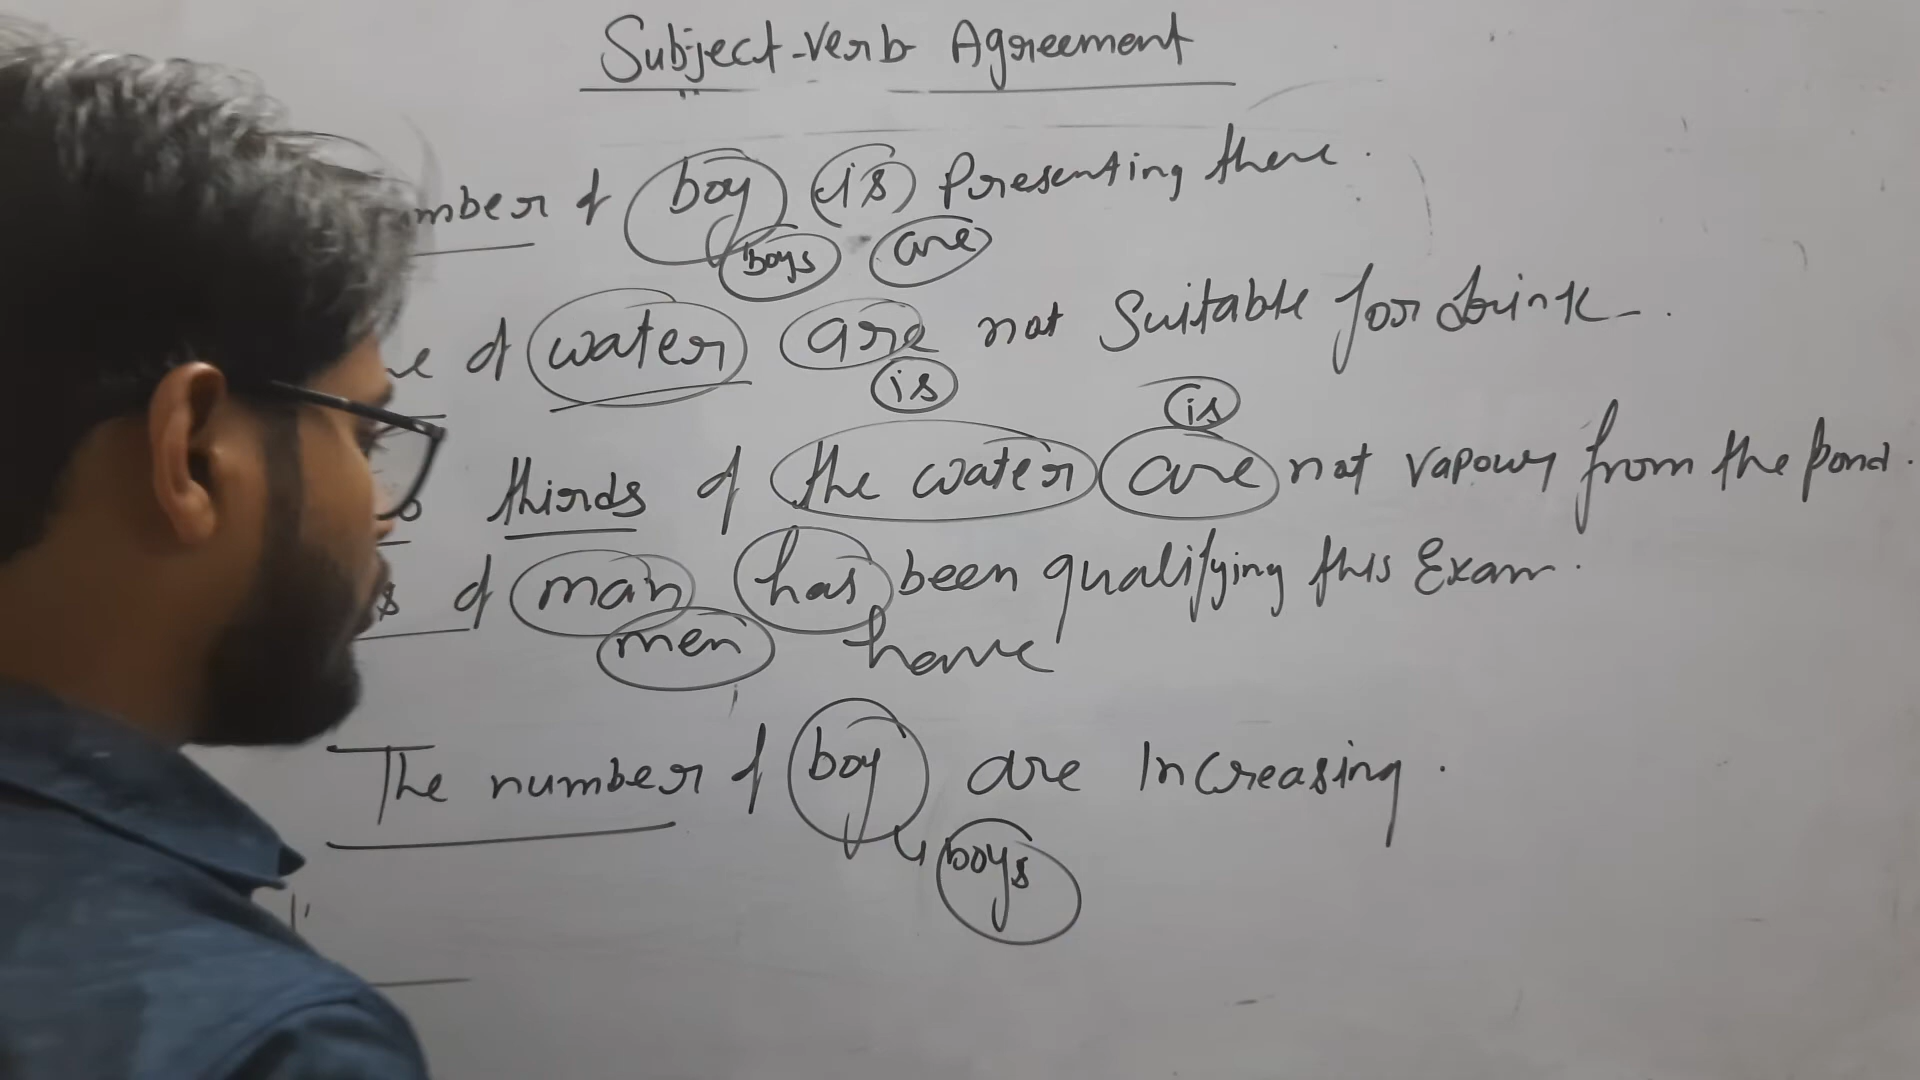 Subject-verb Agreement
mber of boy is Presenting there.
boys are
e of water are not Suitable for drink.
is
is
thirds of the water are not vapour from the pond.
s of man has been qualifying this Exam.
men have
The number of boy are Increasing.
boys